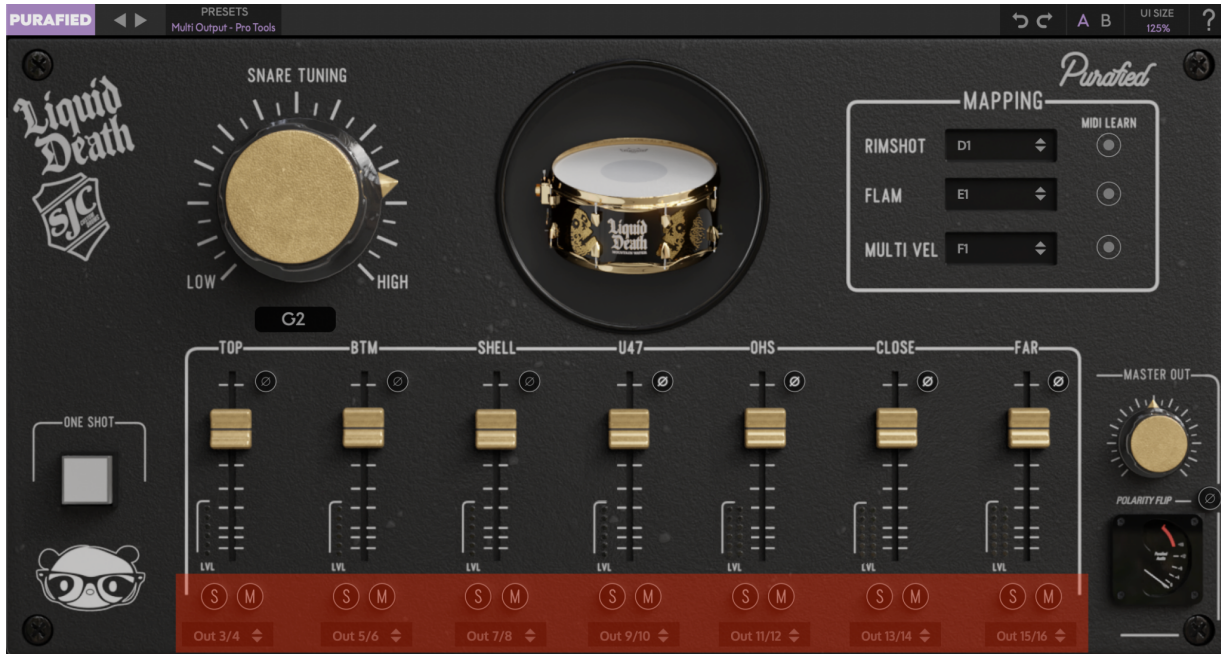 PURAFIED
PRESETS
Multi Output - Pro Tools
A B
UI SIZE
125%
?
Liquid
Death
SJC
SNARE TUNING
LOW
HIGH
G2
Liquid
Death
Purafied
MAPPING
MIDI LEARN
RIMSHOT D1
FLAM E1
MULTI VEL F1
TOP BTM SHELL U47 OHS CLOSE FAR
Ø Ø Ø Ø Ø Ø Ø
LVL LVL LVL LVL LVL LVL LVL
S M S M S M S M S M S M S M
Out 3/4 Out 5/6 Out 7/8 Out 9/10 Out 11/12 Out 13/14 Out 15/16
ONE SHOT
MASTER OUT
POLARITY FLIP Ø